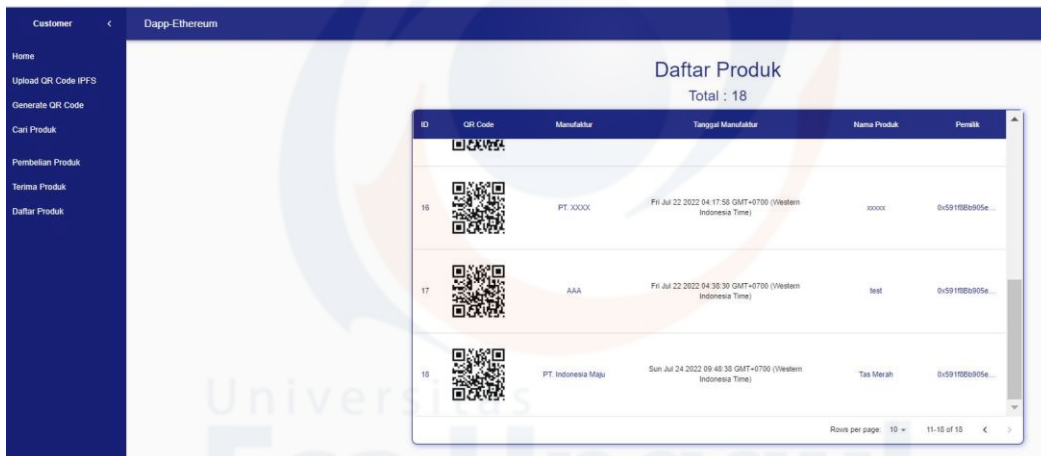 Customer <
Dapp-Ethereum
Home
Upload QR Code IPFS
Generate QR Code
Cari Produk
Pembelian Produk
Terima Produk
Daftar Produk
Daftar Produk
Total : 18
ID QR Code Manufaktur Tanggal Manufaktur Nama Produk Pemilik
16 PT. XXXX Fri Jul 22 2022 04:17:58 GMT+0700 (Western
Indonesia Time) xxxxx
17 AAA Fri Jul 22 2022 04:38:30 GMT+0700 (Western
Indonesia Time) test
18 PT. Indonesia Maju Sun Jul 24 2022 09:48:38 GMT+0700 (Western
Indonesia Time) Tas Merah
Rows per page: 10 11-18 of 18 < >
Universitas